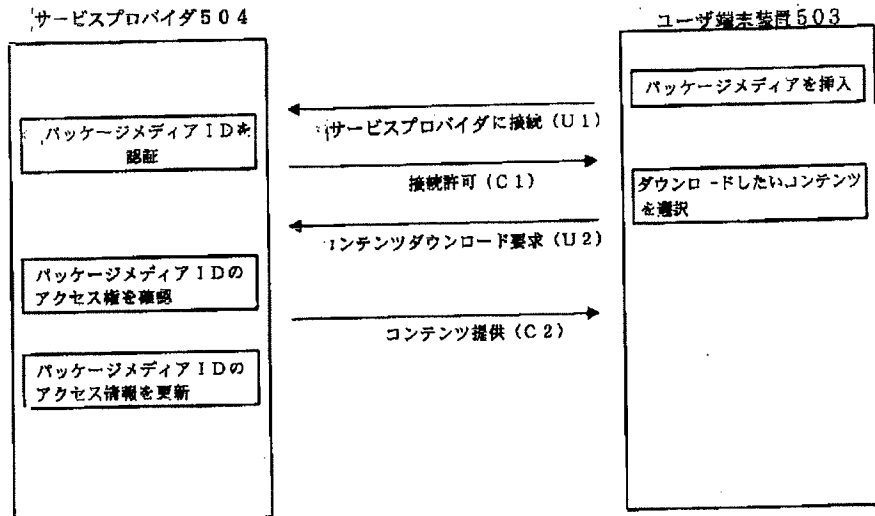 サービスプロバイダ504
ユーザ端末装置503
パッケージメディアを挿入
サービスプロバイダに接続(U1)
パッケージメディアIDを
認証
接続許可(C1)
ダウンロードしたいコンテンツ
を選択
コンテンツダウンロード要求(U2)
パッケージメディアIDの
アクセス権を確認
コンテンツ提供(C2)
パッケージメディアIDの
アクセス情報を更新